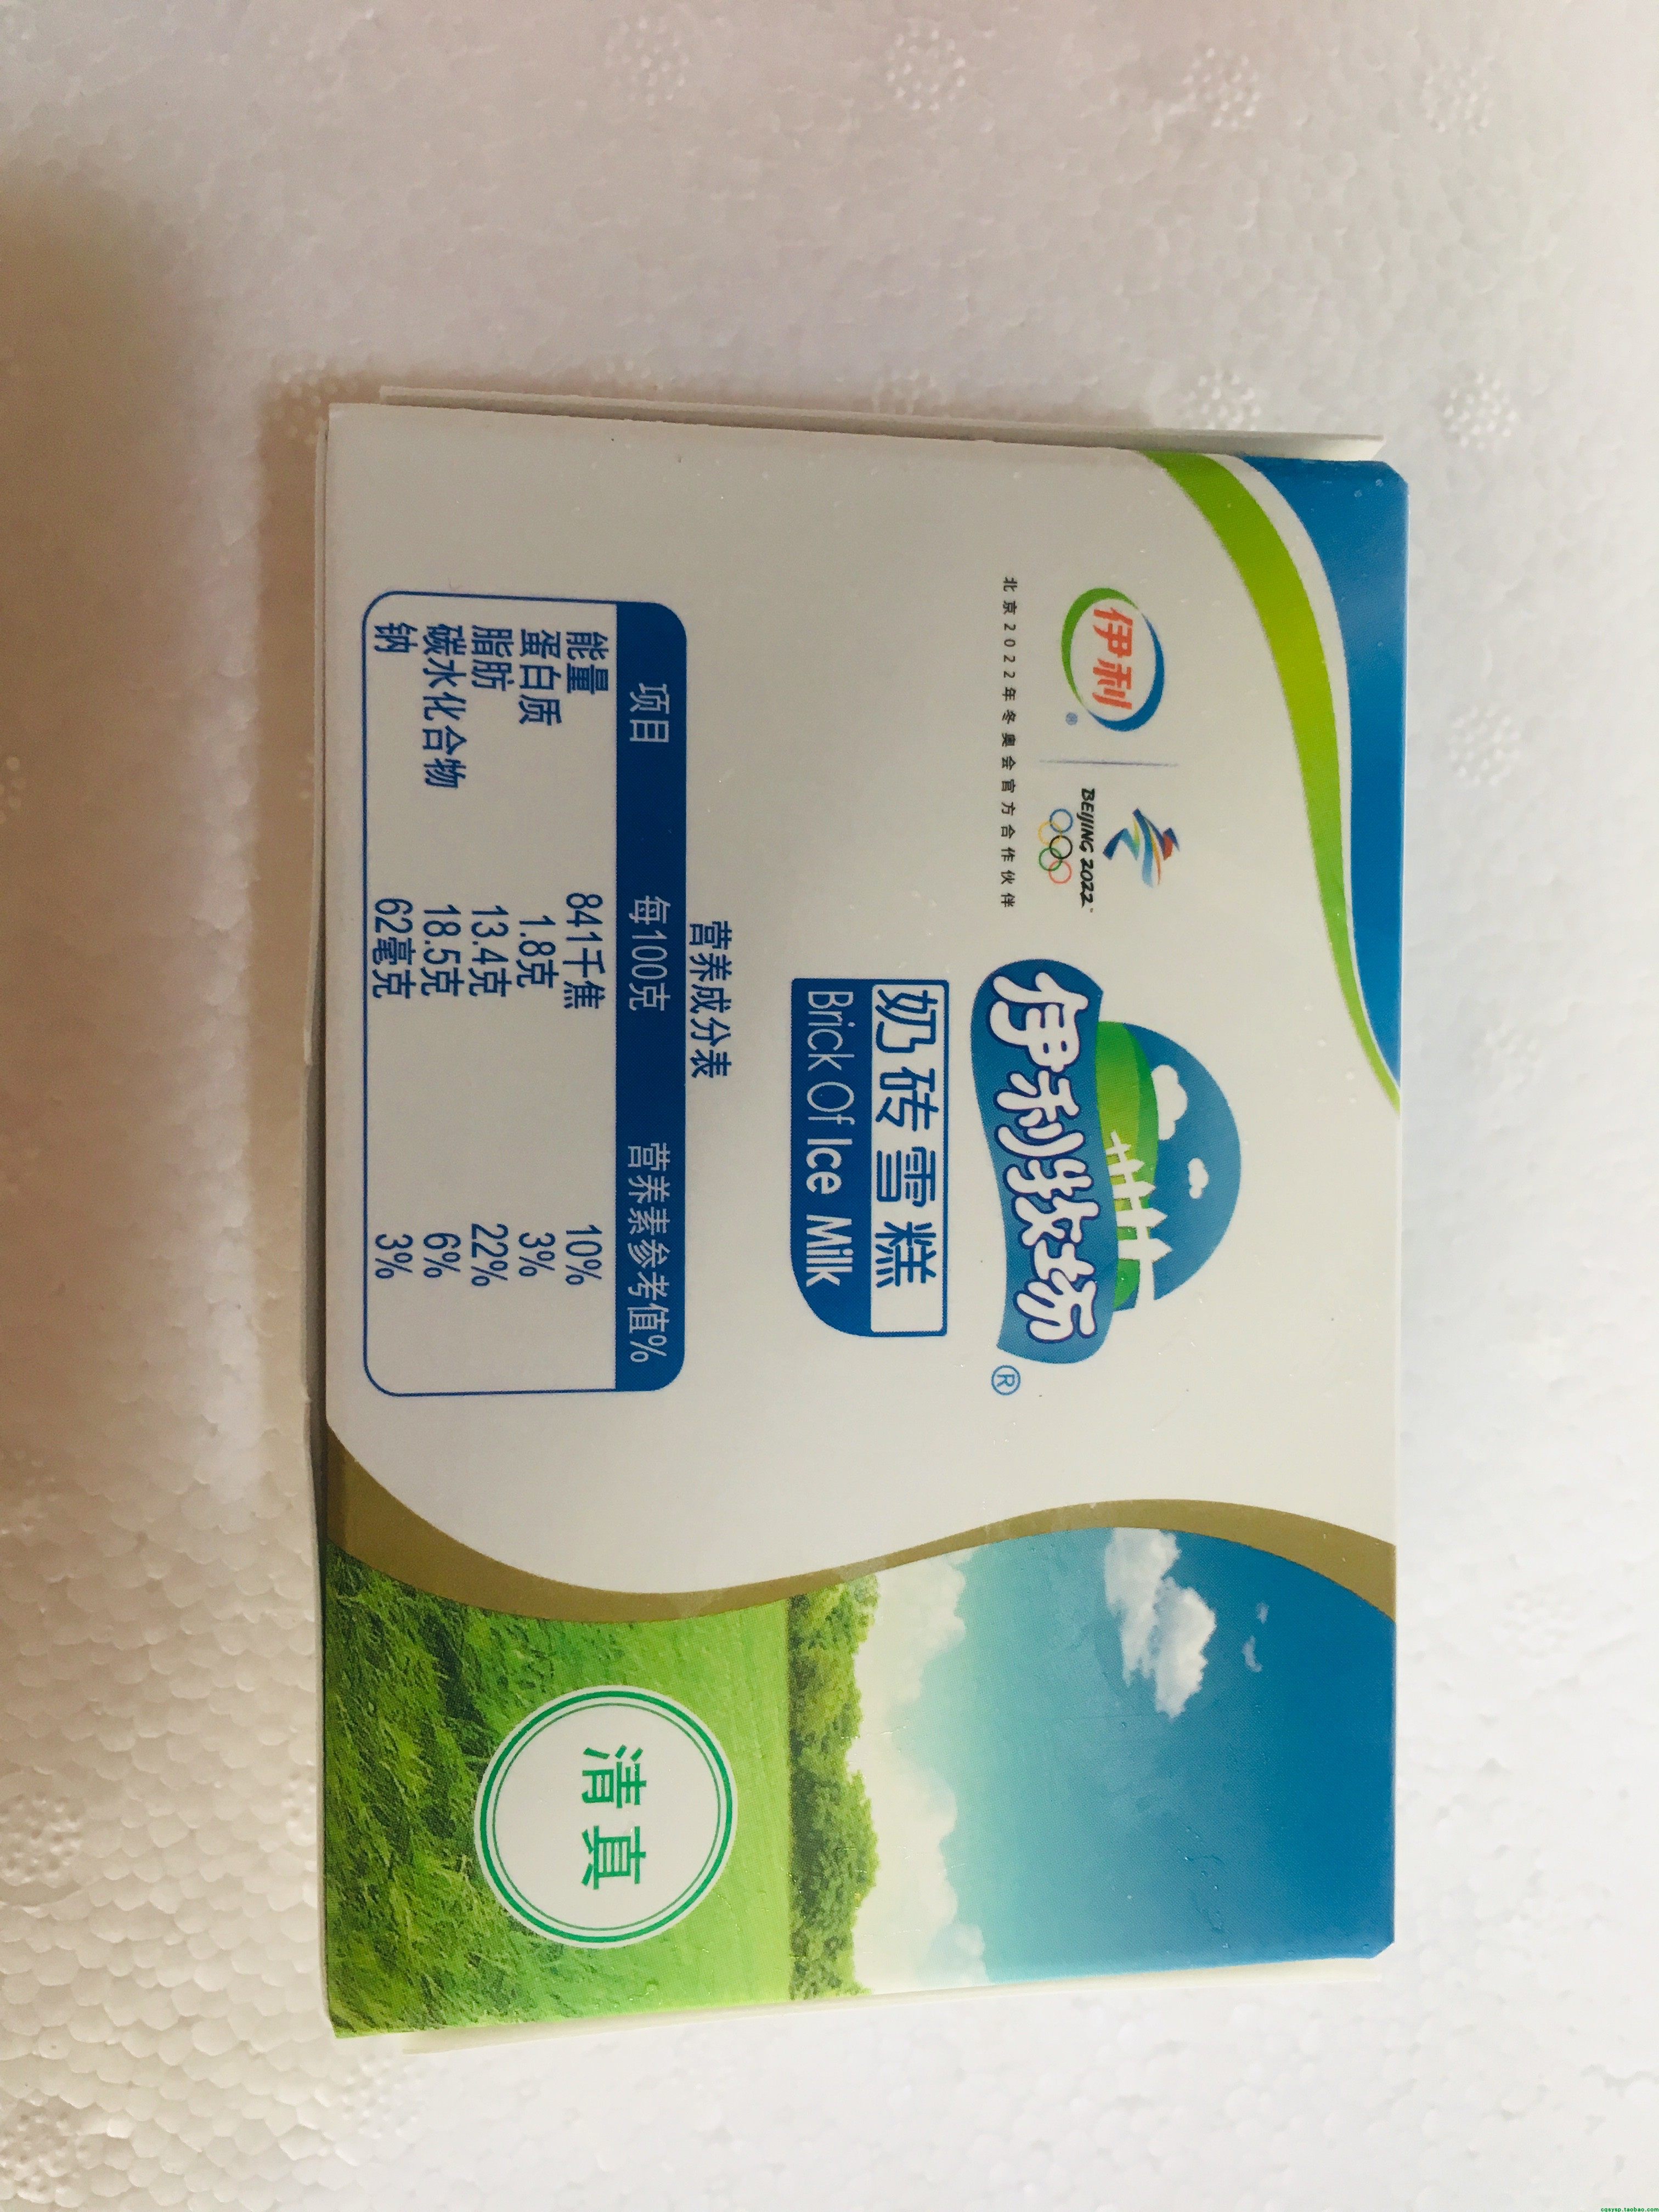 伊利®
BEIJING 2022™
北京2022年冬奥会官方合作伙伴
伊利牧场®
奶砖雪糕
Brick Of Ice Milk
营养成分表
项目 每100克 营养素参考值%
能量 841千焦 10%
蛋白质 1.8克 3%
脂肪 13.4克 22%
碳水化合物 18.5克 6%
钠 62毫克 3%
清真
cqsysp.taobao.com